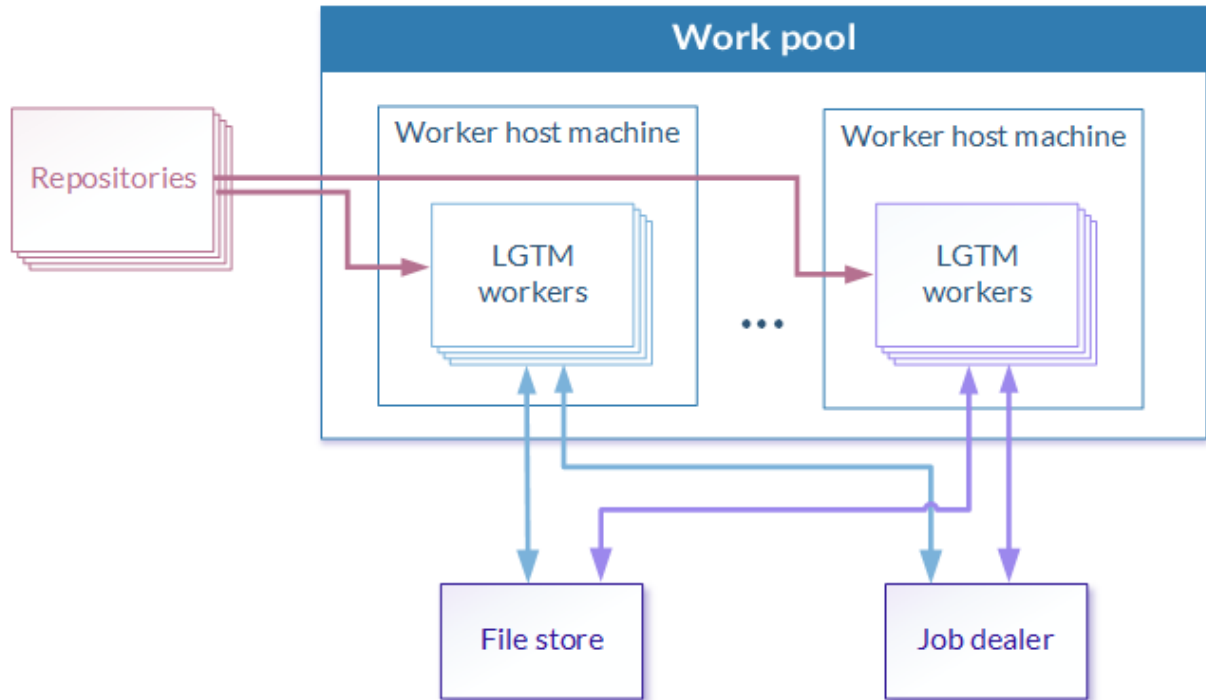 Work pool
Worker host machine
Worker host machine
Repositories
LGTM
workers
...
LGTM
workers
File store
Job dealer